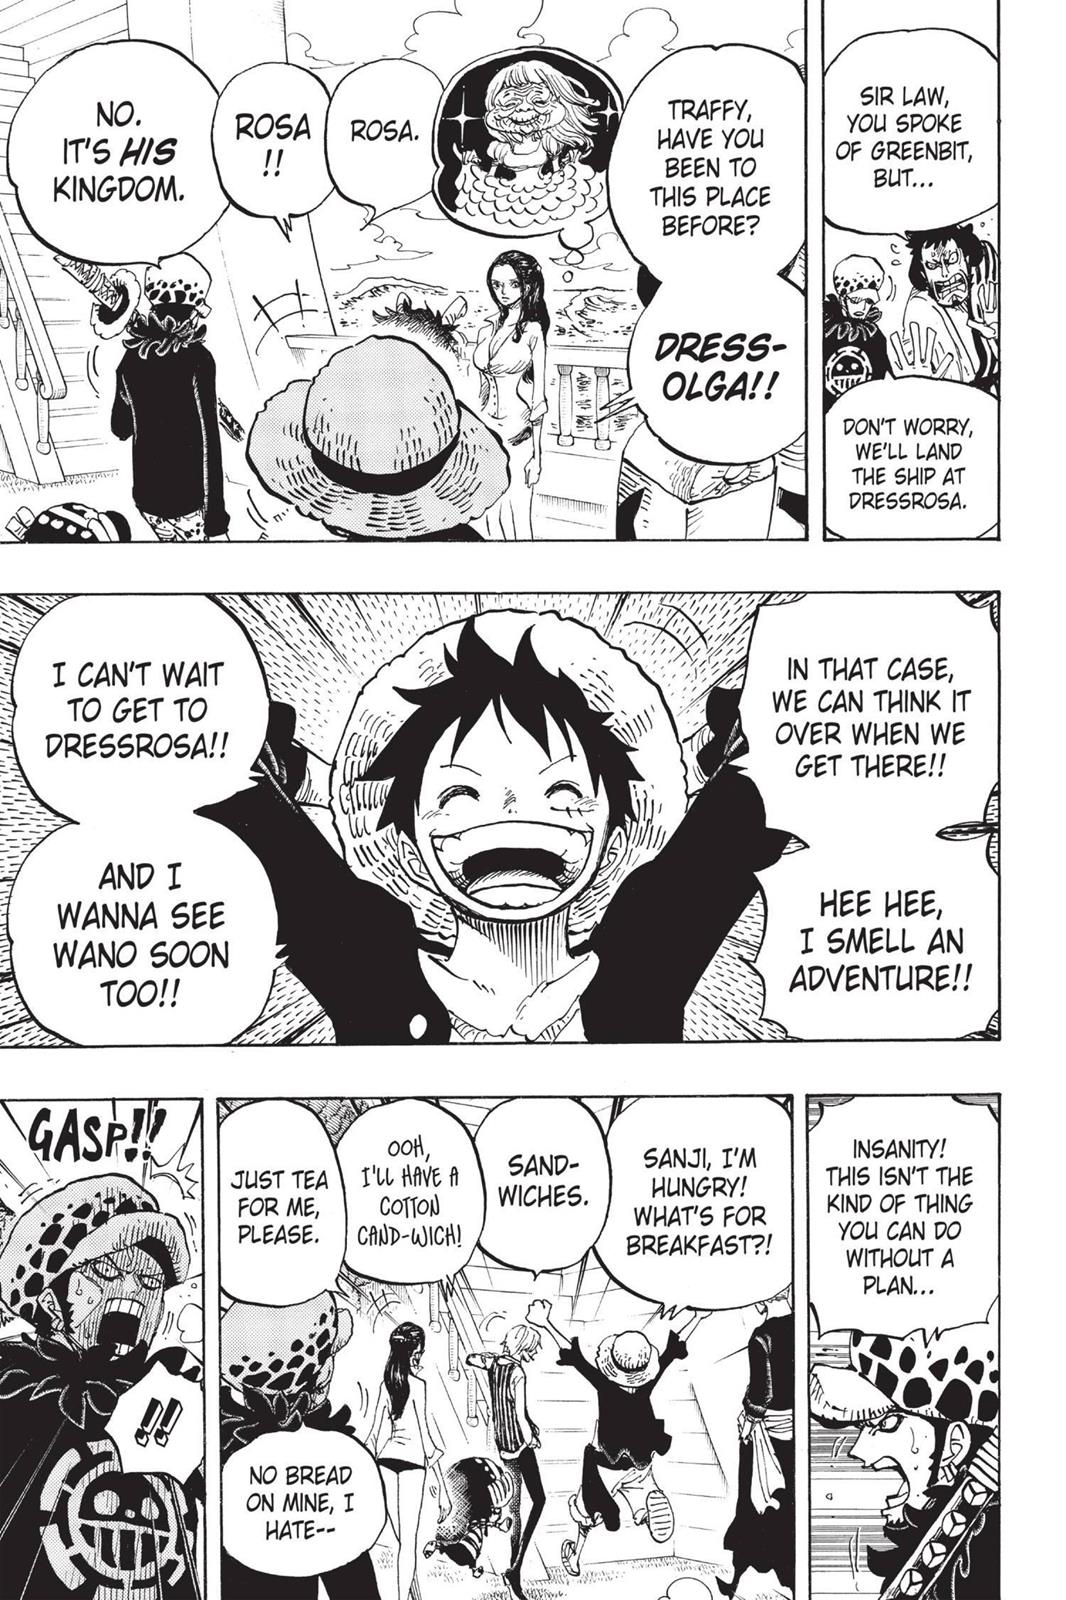 SIR LAW,
YOU SPOKE
OF GREENBIT,
BUT...
DON'T WORRY,
WE'LL LAND
THE SHIP AT
DRESSROSA.
TRAFFY,
HAVE YOU
BEEN TO
THIS PLACE
BEFORE?
DRESS-
OLGA!!
ROSA.
ROSA
!!
NO.
IT'S HIS
KINGDOM.
IN THAT CASE,
WE CAN THINK IT
OVER WHEN WE
GET THERE!!
HEE HEE,
I SMELL AN
ADVENTURE!!
I CAN'T WAIT
TO GET TO
DRESSROSA!!
AND I
WANNA SEE
WANO SOON
TOO!!
INSANITY!
THIS ISN'T THE
KIND OF THING
YOU CAN DO
WITHOUT A
PLAN...
SANJI, I'M
HUNGRY!
WHAT'S FOR
BREAKFAST?!
SAND-
WICHES.
OOH,
I'LL HAVE A
COTTON
CAND-WICH!
JUST TEA
FOR ME,
PLEASE.
NO BREAD
ON MINE, I
HATE--
GASP!!
!!